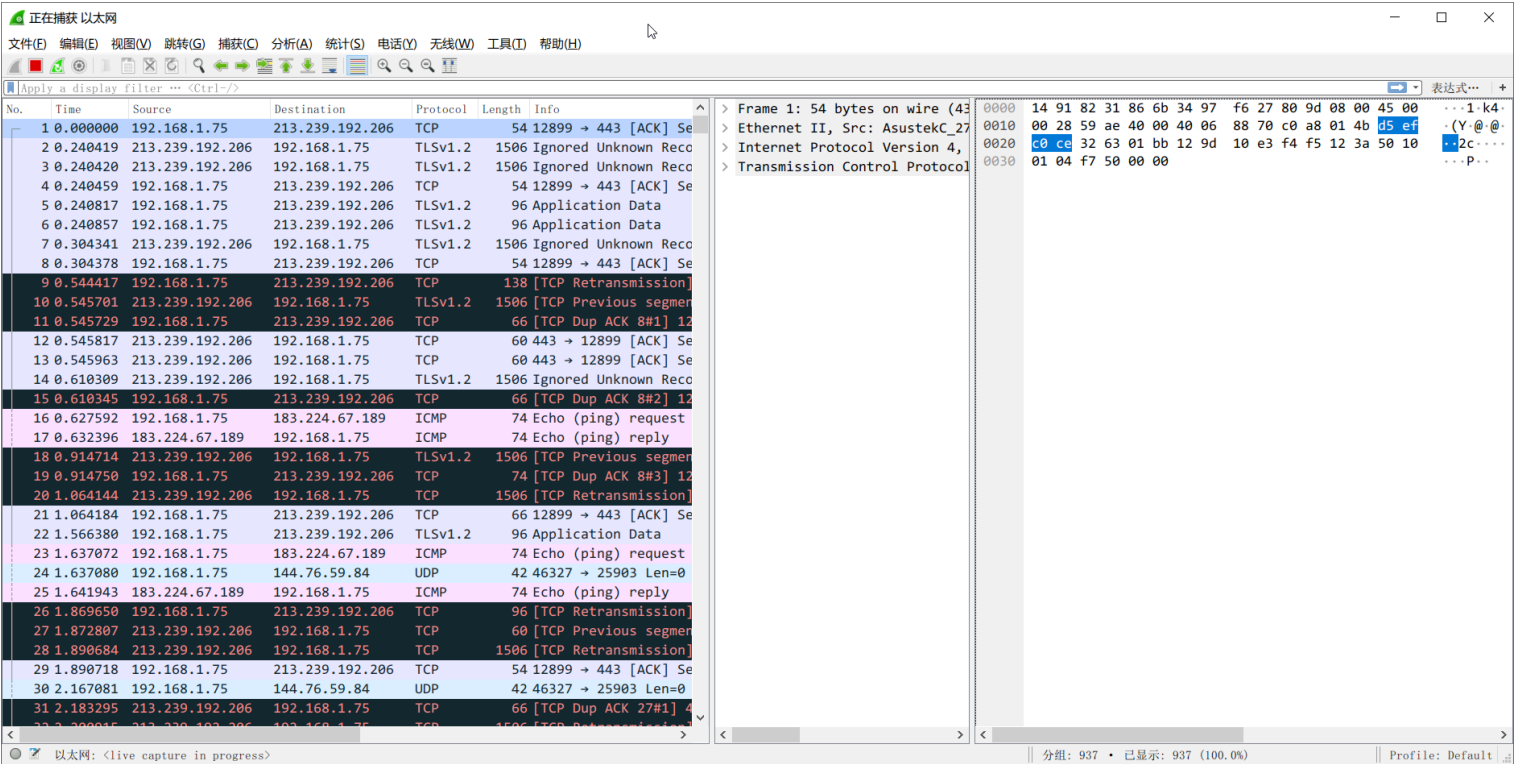 正在捕获 以太网
文件(F) 编辑(E) 视图(V) 跳转(G) 捕获(C) 分析(A) 统计(S) 电话(Y) 无线(W) 工具(T) 帮助(H)
Apply a display filter … <Ctrl-/> 表达式… +
No. Time Source Destination Protocol Length Info
1 0.000000 192.168.1.75 213.239.192.206 TCP 54 12899 → 443 [ACK] Se
2 0.240419 213.239.192.206 192.168.1.75 TLSv1.2 1506 Ignored Unknown Reco
3 0.240420 213.239.192.206 192.168.1.75 TLSv1.2 1506 Ignored Unknown Reco
4 0.240459 192.168.1.75 213.239.192.206 TCP 54 12899 → 443 [ACK] Se
5 0.240817 192.168.1.75 213.239.192.206 TLSv1.2 96 Application Data
6 0.240857 192.168.1.75 213.239.192.206 TLSv1.2 96 Application Data
7 0.304341 213.239.192.206 192.168.1.75 TLSv1.2 1506 Ignored Unknown Reco
8 0.304378 192.168.1.75 213.239.192.206 TCP 54 12899 → 443 [ACK] Se
9 0.544417 192.168.1.75 213.239.192.206 TCP 138 [TCP Retransmission]
10 0.545701 213.239.192.206 192.168.1.75 TLSv1.2 1506 [TCP Previous segmen
11 0.545729 192.168.1.75 213.239.192.206 TCP 66 [TCP Dup ACK 8#1] 12
12 0.545817 213.239.192.206 192.168.1.75 TCP 60 443 → 12899 [ACK] Se
13 0.545963 213.239.192.206 192.168.1.75 TCP 60 443 → 12899 [ACK] Se
14 0.610309 213.239.192.206 192.168.1.75 TLSv1.2 1506 Ignored Unknown Reco
15 0.610345 192.168.1.75 213.239.192.206 TCP 66 [TCP Dup ACK 8#2] 12
16 0.627592 192.168.1.75 183.224.67.189 ICMP 74 Echo (ping) request
17 0.632396 183.224.67.189 192.168.1.75 ICMP 74 Echo (ping) reply
18 0.914714 213.239.192.206 192.168.1.75 TLSv1.2 1506 [TCP Previous segmen
19 0.914750 192.168.1.75 213.239.192.206 TCP 74 [TCP Dup ACK 8#3] 12
20 1.064144 213.239.192.206 192.168.1.75 TCP 1506 [TCP Retransmission]
21 1.064184 192.168.1.75 213.239.192.206 TCP 66 12899 → 443 [ACK] Se
22 1.566380 192.168.1.75 213.239.192.206 TLSv1.2 96 Application Data
23 1.637072 192.168.1.75 183.224.67.189 ICMP 74 Echo (ping) request
24 1.637080 192.168.1.75 144.76.59.84 UDP 42 46327 → 25903 Len=0
25 1.641943 183.224.67.189 192.168.1.75 ICMP 74 Echo (ping) reply
26 1.869650 192.168.1.75 213.239.192.206 TCP 96 [TCP Retransmission]
27 1.872807 213.239.192.206 192.168.1.75 TCP 60 [TCP Previous segmen
28 1.890684 213.239.192.206 192.168.1.75 TCP 1506 [TCP Retransmission]
29 1.890718 192.168.1.75 213.239.192.206 TCP 54 12899 → 443 [ACK] Se
30 2.167081 192.168.1.75 144.76.59.84 UDP 42 46327 → 25903 Len=0
31 2.183295 213.239.192.206 192.168.1.75 TCP 66 [TCP Dup ACK 27#1] 4
Frame 1: 54 bytes on wire (43
Ethernet II, Src: AsustekC_27
Internet Protocol Version 4,
Transmission Control Protocol
0000 14 91 82 31 86 6b 34 97 f6 27 80 9d 08 00 45 00 ···1·k4·
0010 00 28 59 ae 40 00 40 06 88 70 c0 a8 01 4b d5 ef ·(Y·@·@·
0020 c0 ce 32 63 01 bb 12 9d 10 e3 f4 f5 12 3a 50 10 ··2c····
0030 01 04 f7 50 00 00 ···P··
以太网: <live capture in progress> 分组: 937 · 已显示: 937 (100.0%) Profile: Default